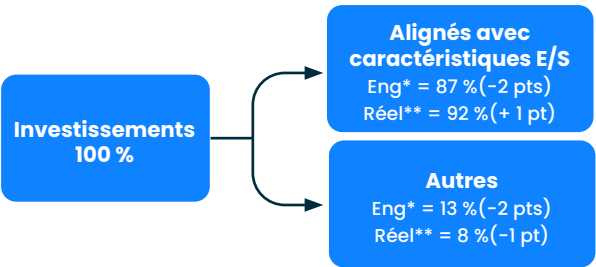 Investissements
100 %
Alignés avec
caractéristiques E/S
Eng* = 87 %(-2 pts)
Réel** = 92 %(+ 1 pt)
Autres
Eng* = 13 %(-2 pts)
Réel** = 8 %(-1 pt)